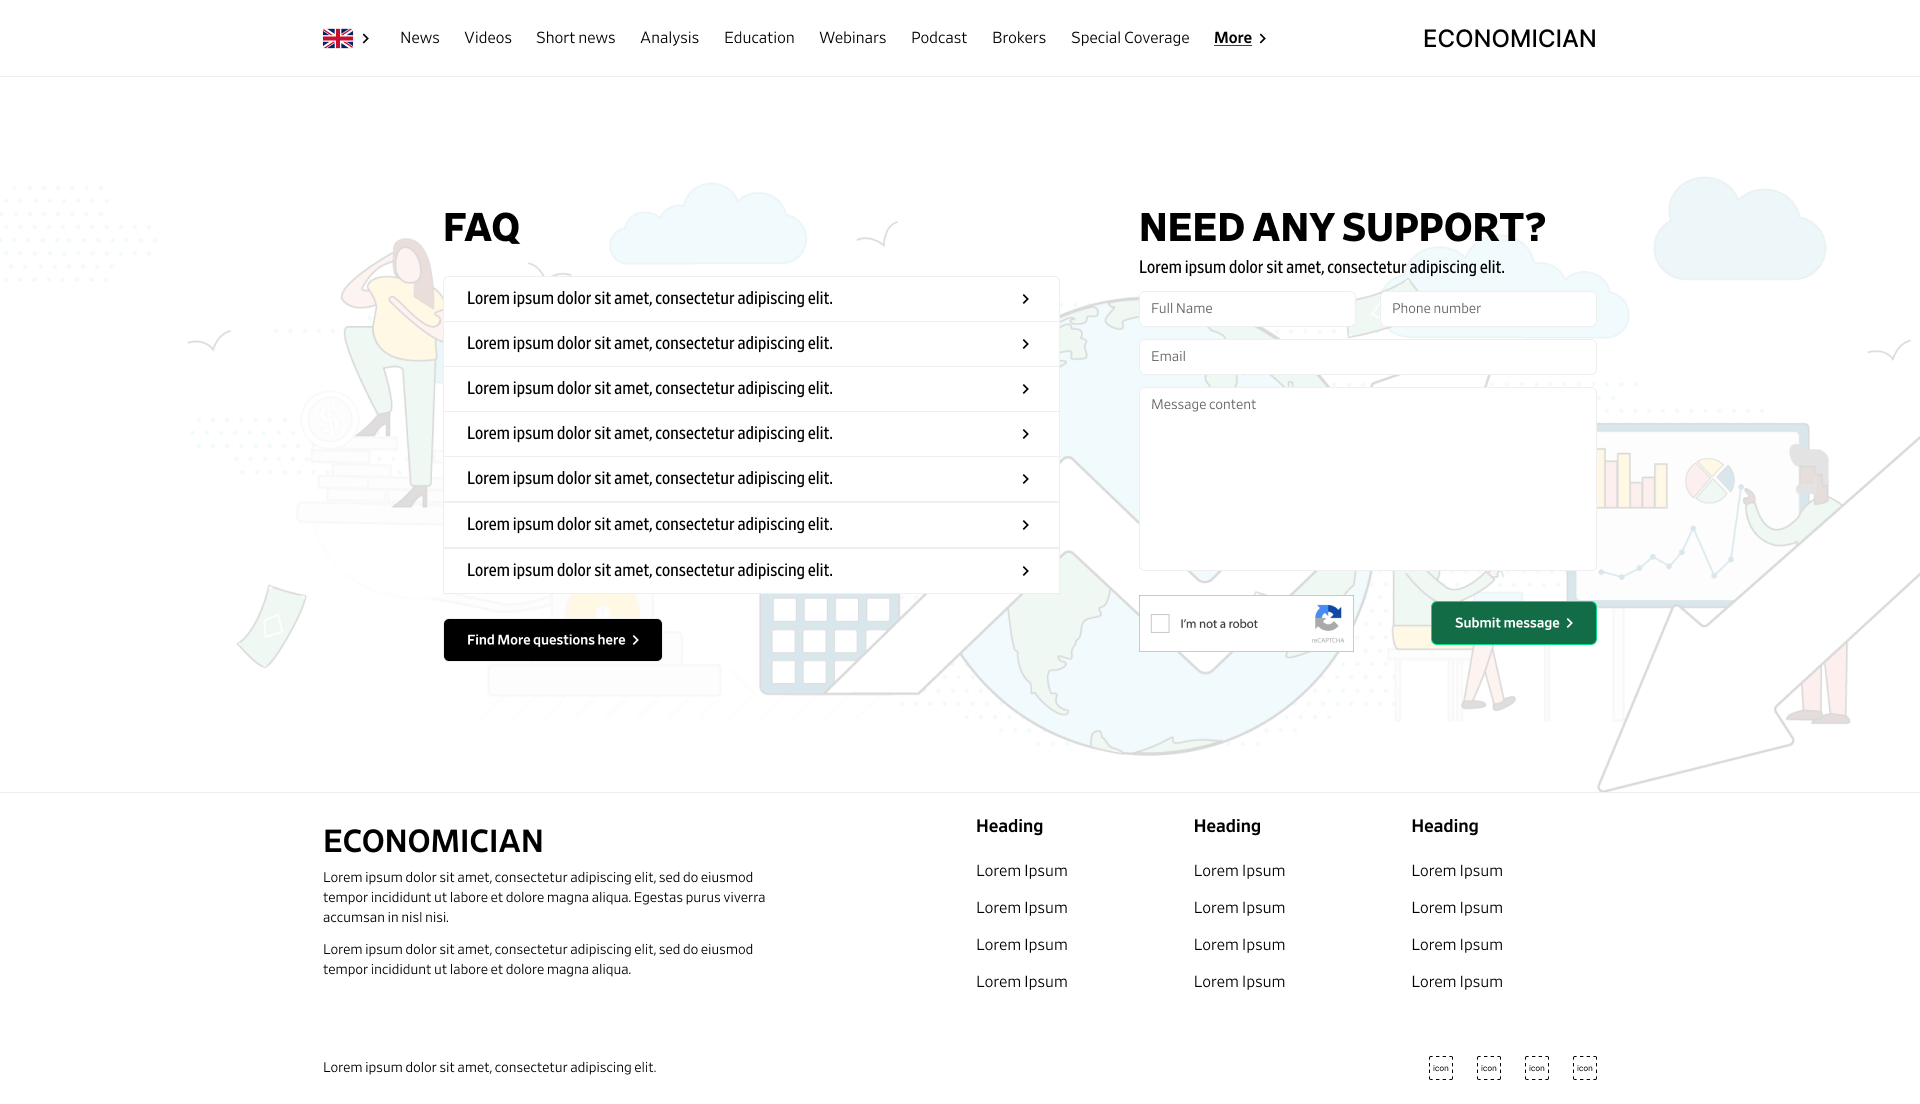 News Videos Short news Analysis Education Webinars Podcast Brokers Special Coverage More ECONOMICIAN
FAQ
Lorem ipsum dolor sit amet, consectetur adipiscing elit.
Lorem ipsum dolor sit amet, consectetur adipiscing elit.
Lorem ipsum dolor sit amet, consectetur adipiscing elit.
Lorem ipsum dolor sit amet, consectetur adipiscing elit.
Lorem ipsum dolor sit amet, consectetur adipiscing elit.
Lorem ipsum dolor sit amet, consectetur adipiscing elit.
Lorem ipsum dolor sit amet, consectetur adipiscing elit.
Find More questions here
NEED ANY SUPPORT?
Lorem ipsum dolor sit amet, consectetur adipiscing elit.
Full Name Phone number
Email
Message content
I'm not a robot
reCAPTCHA
Submit message
ECONOMICIAN
Lorem ipsum dolor sit amet, consectetur adipiscing elit, sed do eiusmod
tempor incididunt ut labore et dolore magna aliqua. Egestas purus viverra
accumsan in nisl nisi.
Lorem ipsum dolor sit amet, consectetur adipiscing elit, sed do eiusmod
tempor incididunt ut labore et dolore magna aliqua.
Heading
Lorem Ipsum
Lorem Ipsum
Lorem Ipsum
Lorem Ipsum
Heading
Lorem Ipsum
Lorem Ipsum
Lorem Ipsum
Lorem Ipsum
Heading
Lorem Ipsum
Lorem Ipsum
Lorem Ipsum
Lorem Ipsum
Lorem ipsum dolor sit amet, consectetur adipiscing elit.
icon icon icon icon